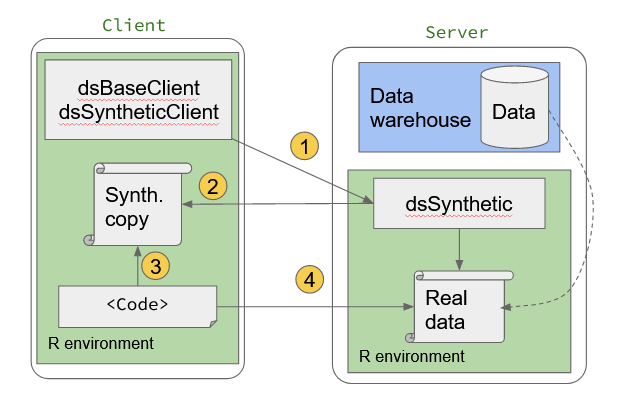 Client
Server
dsBaseClient
dsSyntheticClient
Data
warehouse
Data
1
2
Synth.
copy
dsSynthetic
3
4
<Code>
Real
data
R environment
R environment